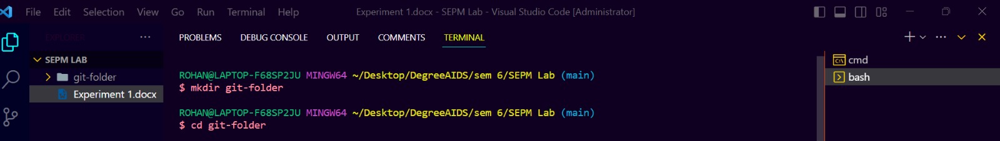 File Edit Selection View Go Run Terminal Help Experiment 1.docx - SEPM Lab - Visual Studio Code [Administrator]
EXPLORER ...
PROBLEMS DEBUG CONSOLE OUTPUT COMMENTS TERMINAL
SEPM LAB
git-folder
Experiment 1.docx
ROHAN@LAPTOP-F68SP2JU MINGW64 ~/Desktop/DegreeAIDS/sem 6/SEPM Lab (main)
$ mkdir git-folder
ROHAN@LAPTOP-F68SP2JU MINGW64 ~/Desktop/DegreeAIDS/sem 6/SEPM Lab (main)
$ cd git-folder
cmd
bash